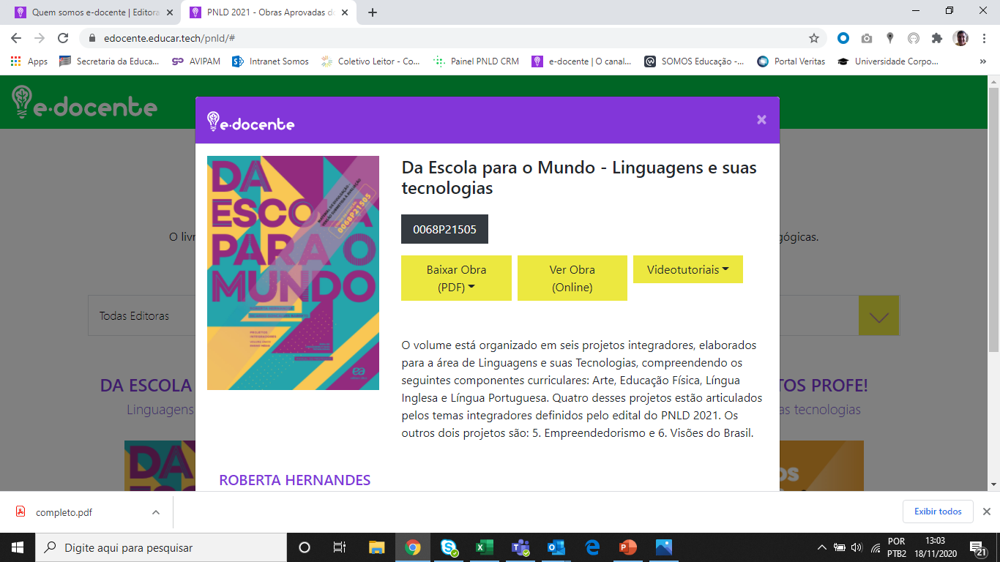 Quem somos e-docente | Editora
PNLD 2021 - Obras Aprovadas do
edocente.educar.tech/pnld/#
Apps
Secretaria da Educa...
AVIPAM
Intranet Somos
Coletivo Leitor - Co...
Painel PNLD CRM
e-docente | O canal...
SOMOS Educação -...
Portal Veritas
Universidade Corpo...
»
e·docente
e·docente
×
DA
ESCOLA
PARA O
MUNDO
0068P21505
PROJETOS
INTEGRADORES
Da Escola para o Mundo - Linguagens e suas
tecnologias
0068P21505
Baixar Obra
(PDF)
Ver Obra
(Online)
Videotutoriais
O volume está organizado em seis projetos integradores, elaborados
para a área de Linguagens e suas Tecnologias, compreendendo os
seguintes componentes curriculares: Arte, Educação Física, Língua
Inglesa e Língua Portuguesa. Quatro desses projetos estão articulados
pelos temas integradores definidos pelo edital do PNLD 2021. Os
outros dois projetos são: 5. Empreendedorismo e 6. Visões do Brasil.
ROBERTA HERNANDES
O livr
gógicas.
Todas Editoras
DA ESCOLA
Linguagens
TOS PROFE!
as tecnologias
DA
OS
completo.pdf
Exibir todos
Digite aqui para pesquisar
POR
PTB2
13:03
18/11/2020
21